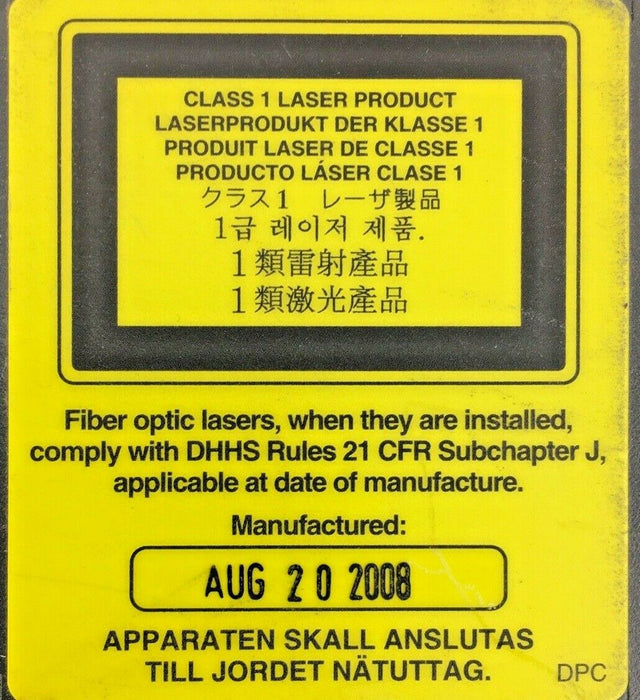 CLASS 1 LASER PRODUCT
LASERPRODUKT DER KLASSE 1
PRODUIT LASER DE CLASSE 1
PRODUCTO LÁSER CLASE 1
クラス1 レーザ製品
1급 레이저 제품.
1類雷射產品
1類激光產品
Fiber optic lasers, when they are installed,
comply with DHHS Rules 21 CFR Subchapter J,
applicable at date of manufacture.
Manufactured:
AUG 20 2008
APPARATEN SKALL ANSLUTAS
TILL JORDET NÄTUTTAG.
DPC